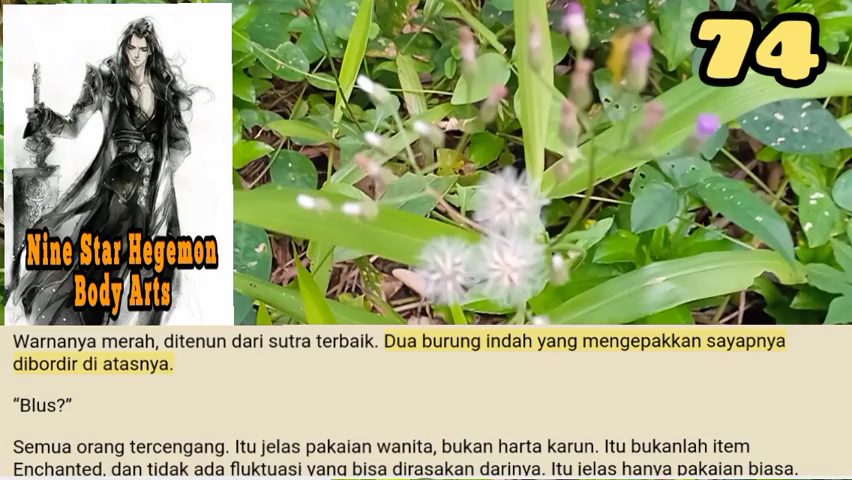 74
Nine Star Hegemon
Body Arts
Warnanya merah, ditenun dari sutra terbaik. Dua burung indah yang mengepakkan sayapnya
dibordir di atasnya.
“Blus?”
Semua orang tercengang. Itu jelas pakaian wanita, bukan harta karun. Itu bukanlah item
Enchanted, dan tidak ada fluktuasi yang bisa dirasakan darinya. Itu jelas hanya pakaian biasa.